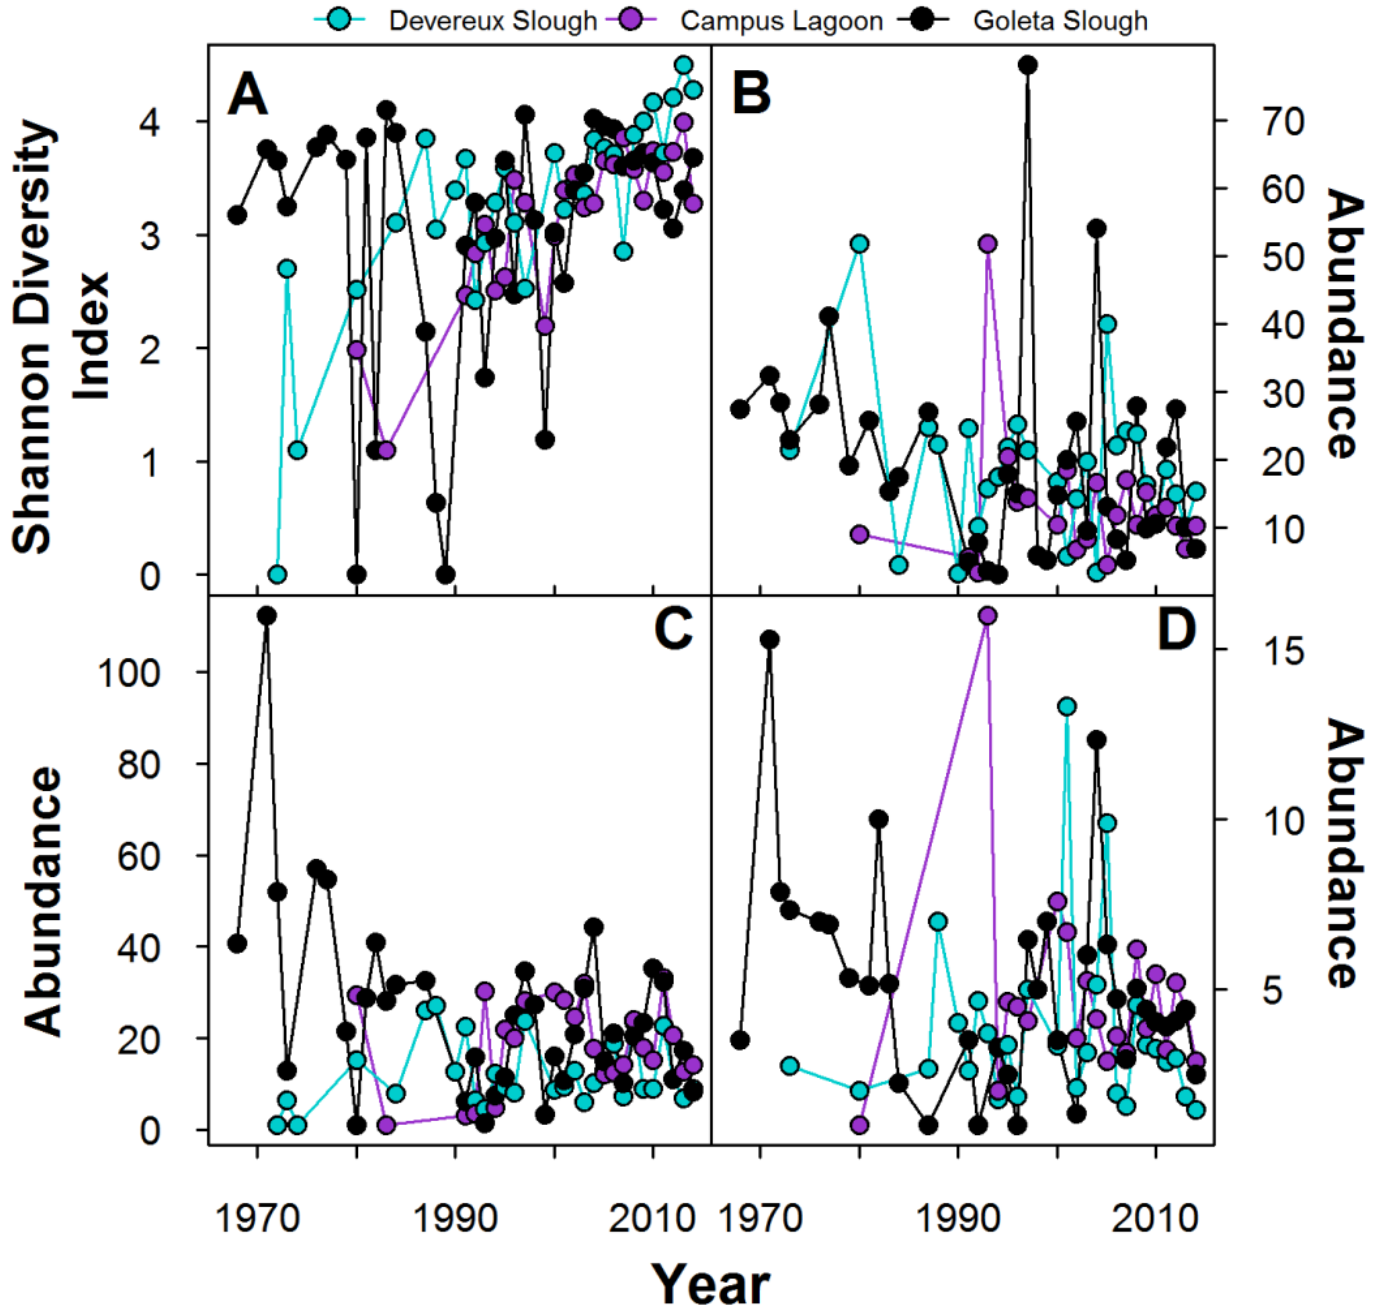 Devereux Slough Campus Lagoon Goleta Slough
A
B
Shannon Diversity
Index
4
3
2
1
0
70
60
50
40
30
20
10
Abundance
C
D
Abundance
100
80
60
40
20
0
15
10
5
Abundance
1970 1990 2010 1970 1990 2010
Year